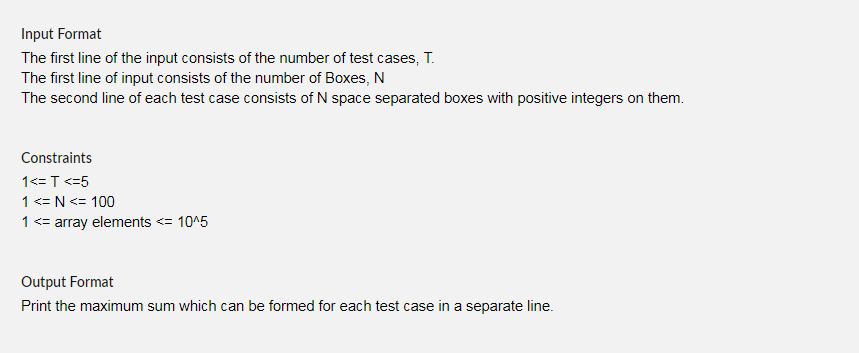 Input Format
The first line of the input consists of the number of test cases, T.
The first line of input consists of the number of Boxes, N
The second line of each test case consists of N space separated boxes with positive integers on them.
Constraints
1<= T <=5
1 <= N <= 100
1 <= array elements <= 10^5
Output Format
Print the maximum sum which can be formed for each test case in a separate line.